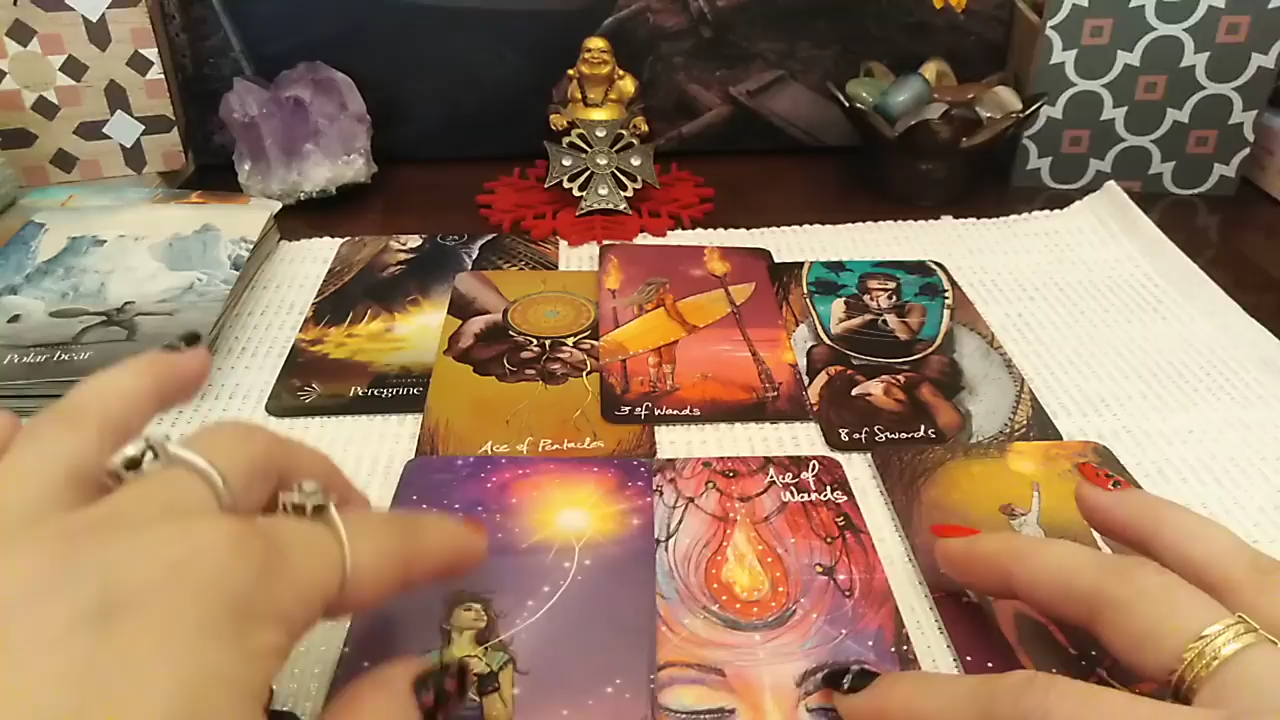 Polar bear
Peregrine
Ace of Pentacles
3 of Wands
8 of Swords
Ace of
Wands